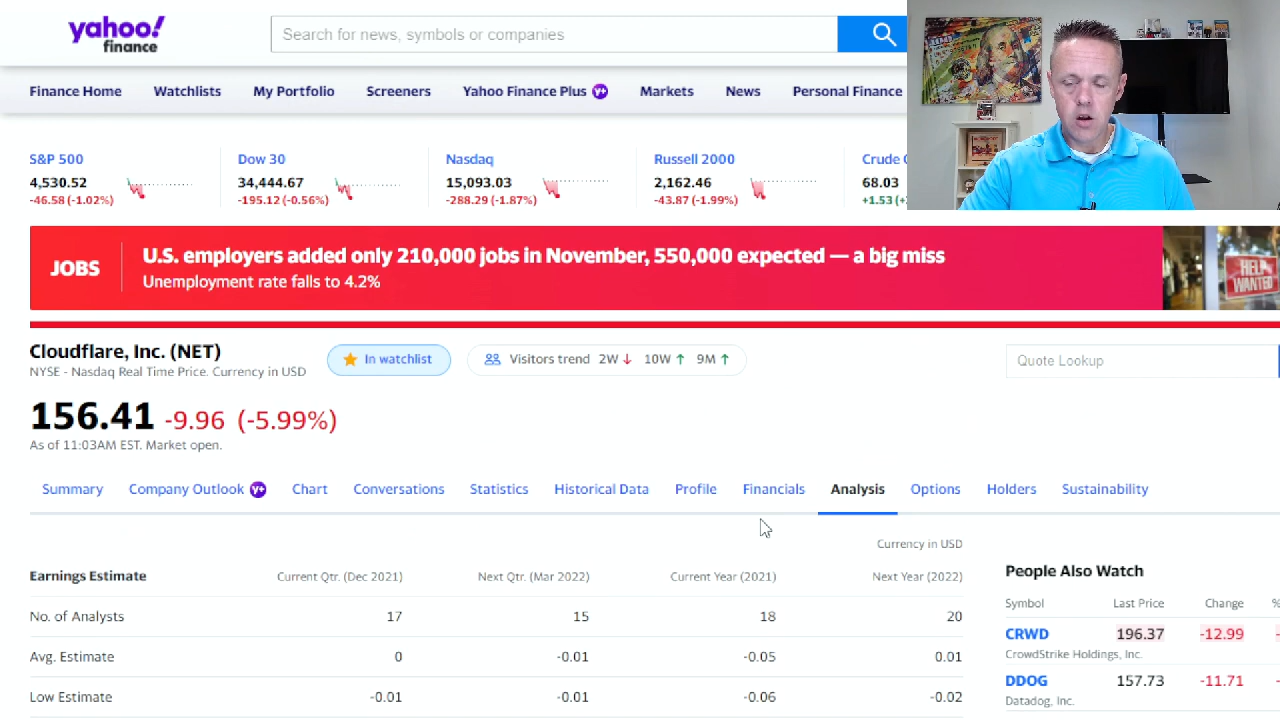 yahoo!
finance
Search for news, symbols or companies
Finance Home Watchlists My Portfolio Screeners Yahoo Finance Plus Y+ Markets News Personal Finance
S&P 500 Dow 30 Nasdaq Russell 2000 Crude
4,530.52 34,444.67 15,093.03 2,162.46 68.03
-46.58 (-1.02%) -195.12 (-0.56%) -288.29 (-1.87%) -43.87 (-1.99%) +1.53
JOBS
U.S. employers added only 210,000 jobs in November, 550,000 expected — a big miss
Unemployment rate falls to 4.2%
HELP
WANTED
Cloudflare, Inc. (NET)
NYSE - Nasdaq Real Time Price. Currency in USD
In watchlist
Visitors trend 2W ↓ 10W ↑ 9M ↑
Quote Lookup
156.41 -9.96 (-5.99%)
As of 11:03AM EST. Market open.
Summary Company Outlook Y+ Chart Conversations Statistics Historical Data Profile Financials Analysis Options Holders Sustainability
Currency in USD
Earnings Estimate Current Qtr. (Dec 2021) Next Qtr. (Mar 2022) Current Year (2021) Next Year (2022)
No. of Analysts 17 15 18 20
Avg. Estimate 0 -0.01 -0.05 0.01
Low Estimate -0.01 -0.01 -0.06 -0.02
People Also Watch
Symbol Last Price Change %
CRWD 196.37 -12.99 -
CrowdStrike Holdings, Inc.
DDOG 157.73 -11.71 -
Datadog, Inc.